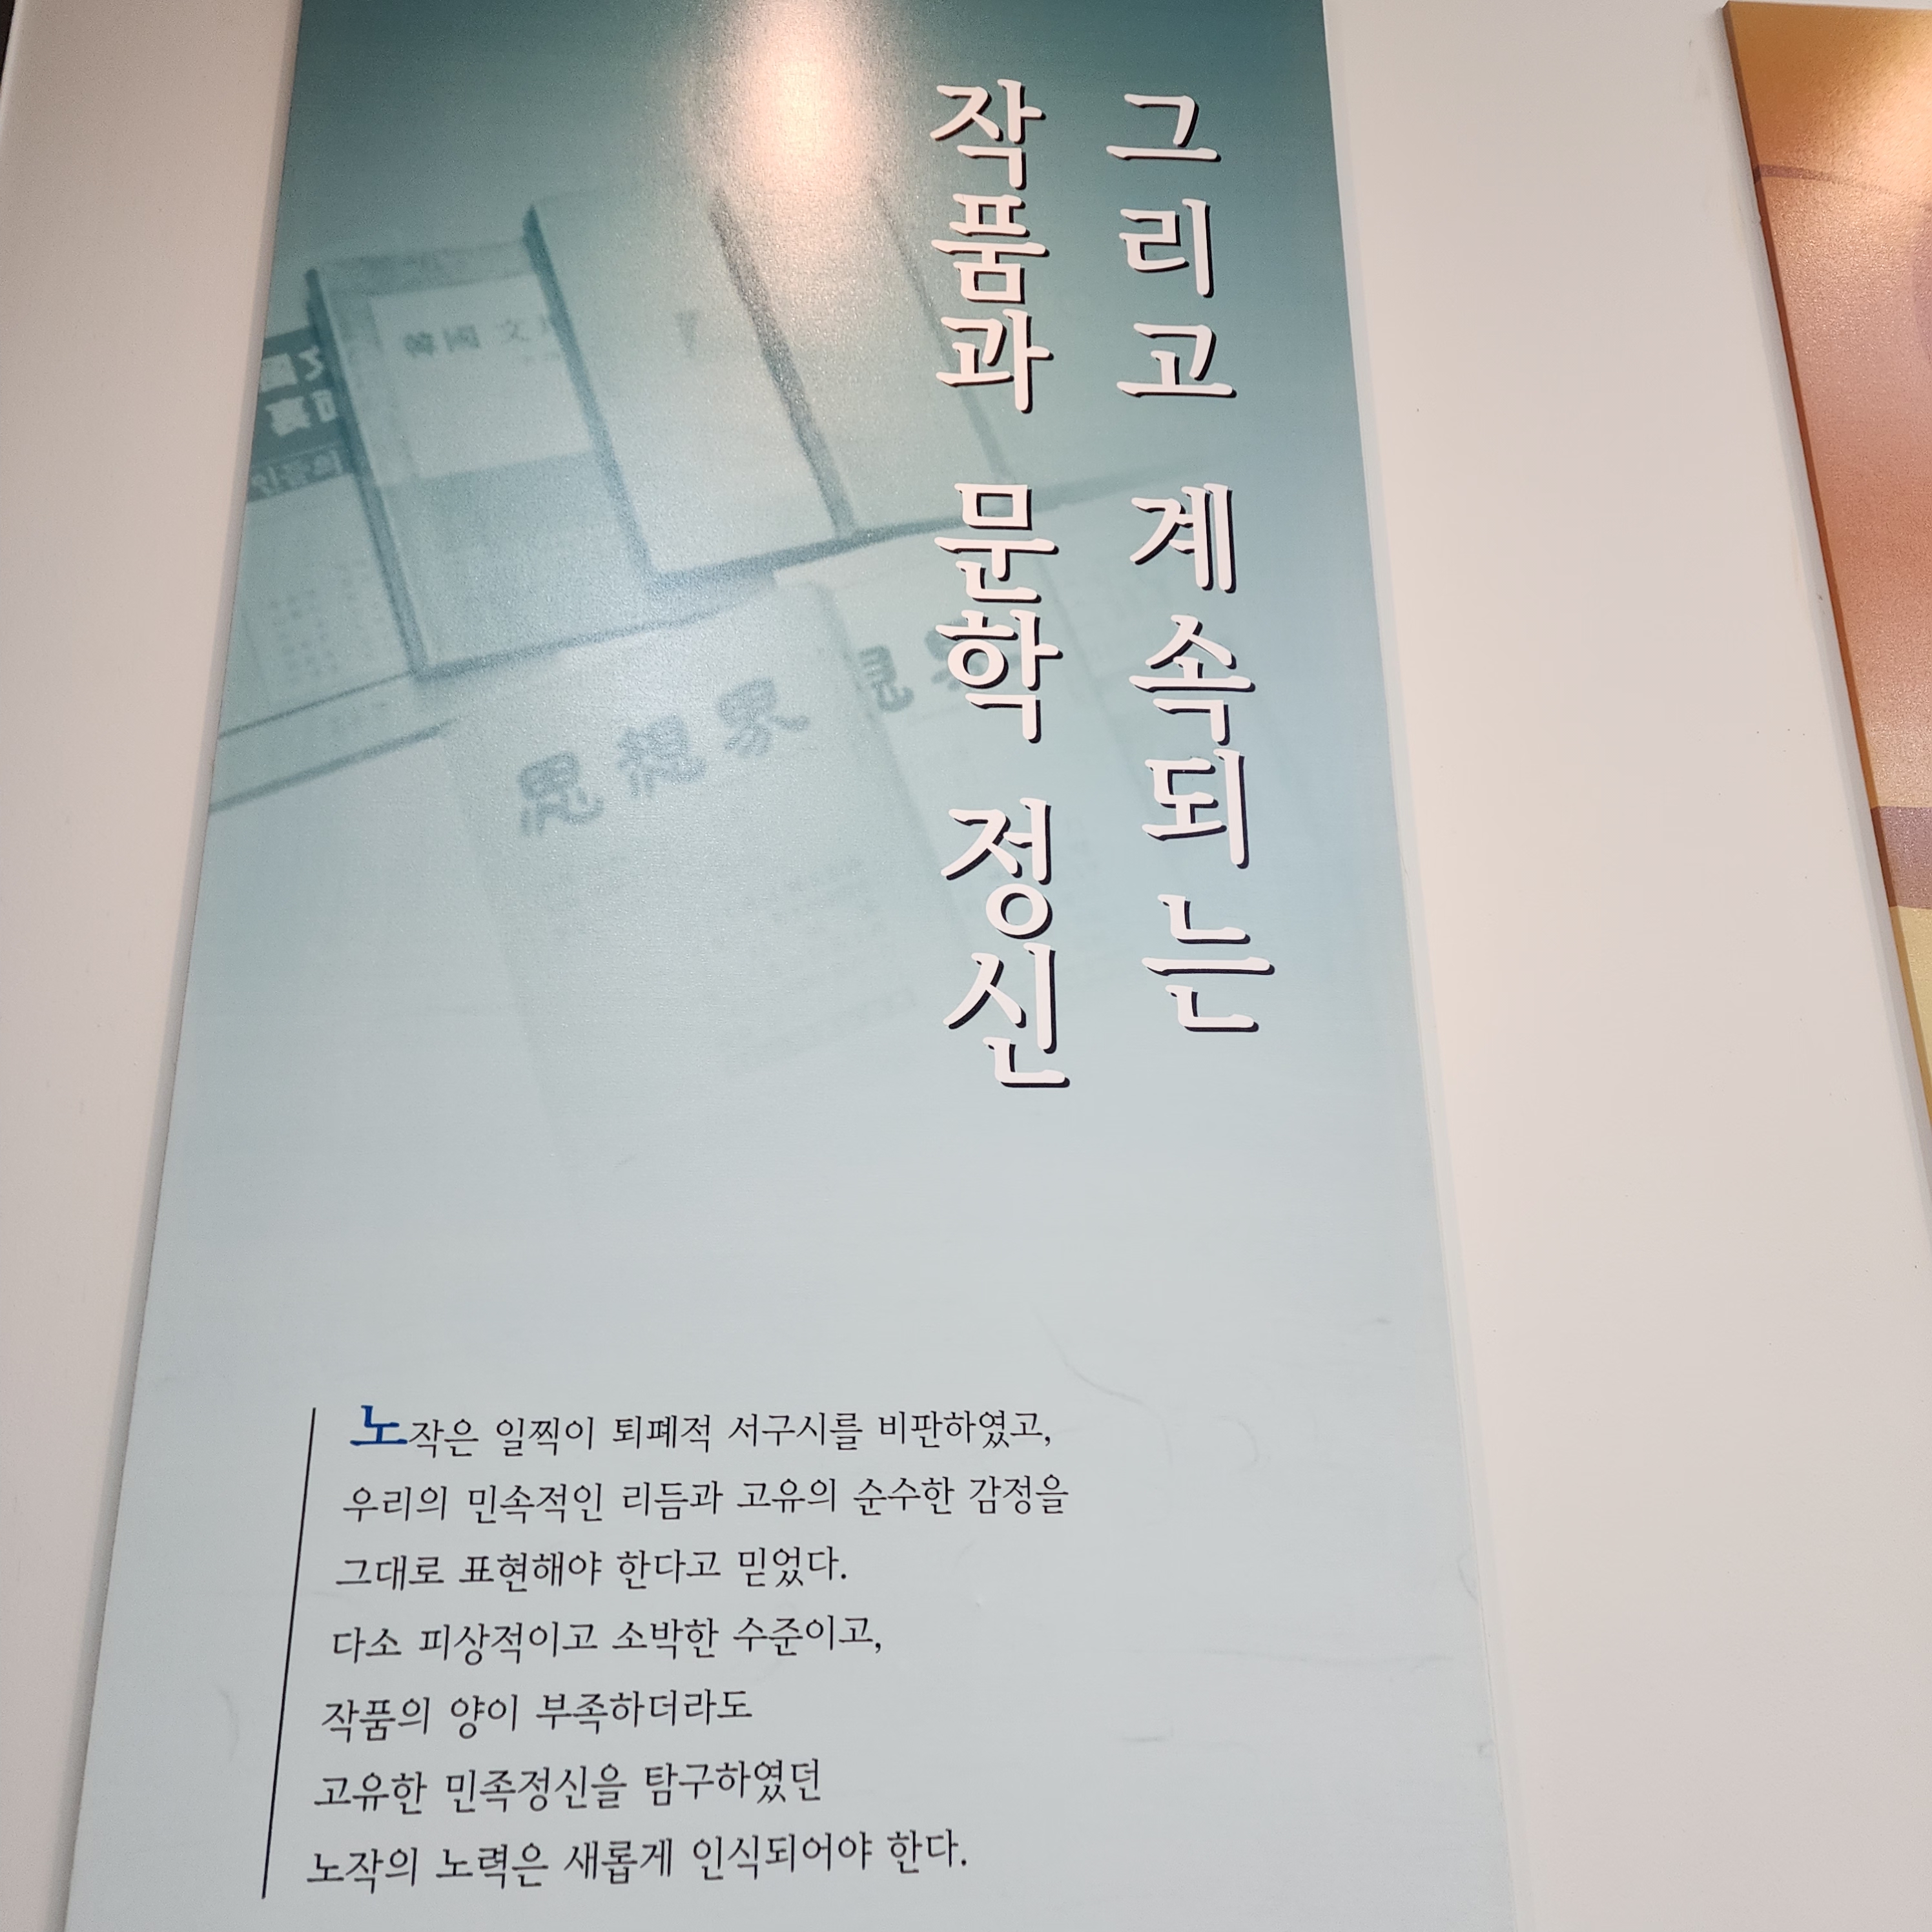 그리고 계속되는
작품과 문학 정신
韓國 文
思想界
노작은 일찍이 퇴폐적 서구시를 비판하였고,
우리의 민속적인 리듬과 고유의 순수한 감정을
그대로 표현해야 한다고 믿었다.
다소 피상적이고 소박한 수준이고,
작품의 양이 부족하더라도
고유한 민족정신을 탐구하였던
노작의 노력은 새롭게 인식되어야 한다.